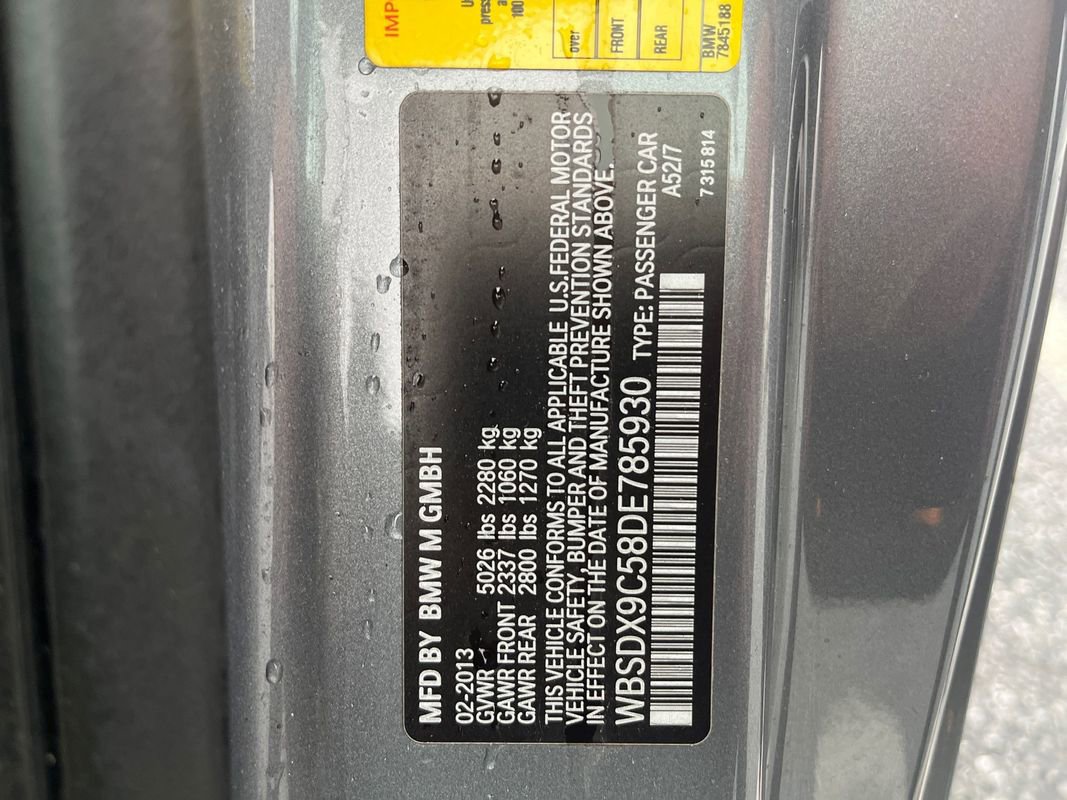 MFD BY BMW M GMBH
02-2013
GVWR 5026 lbs 2280 kg
GAWR FRONT 2337 lbs 1060 kg
GAWR REAR 2800 lbs 1270 kg
THIS VEHICLE CONFORMS TO ALL APPLICABLE U.S.FEDERAL MOTOR
VEHICLE SAFETY, BUMPER AND THEFT PREVENTION STANDARDS
IN EFFECT ON THE DATE OF MANUFACTURE SHOWN ABOVE.
WBSDX9C58DE785930 TYPE: PASSENGER CAR
A52/7
7 315 814
IMP
over
FRONT
REAR
BMW
7845188